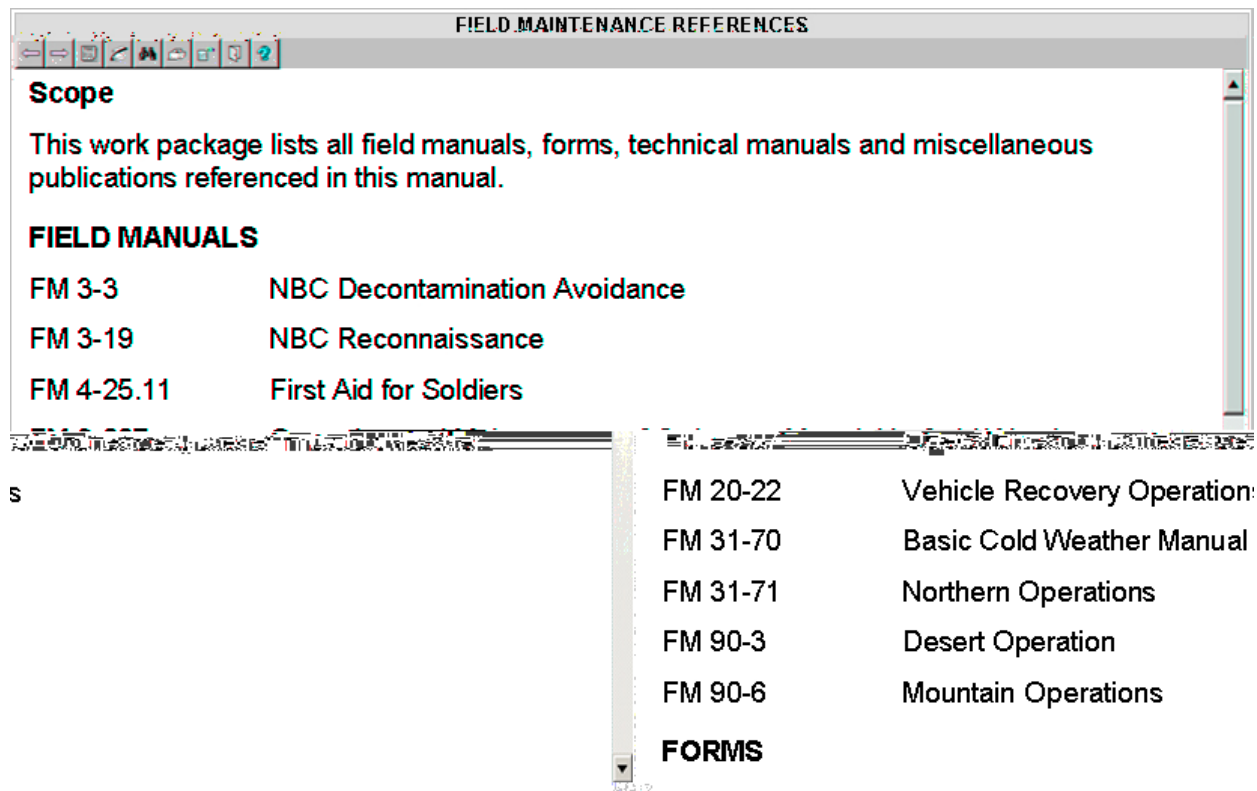 FIELD MAINTENANCE REFERENCES
Scope
This work package lists all field manuals, forms, technical manuals and miscellaneous
publications referenced in this manual.
FIELD MANUALS
FM 3-3 NBC Decontamination Avoidance
FM 3-19 NBC Reconnaissance
FM 4-25.11 First Aid for Soldiers
s
FM 20-22 Vehicle Recovery Operations
FM 31-70 Basic Cold Weather Manual
FM 31-71 Northern Operations
FM 90-3 Desert Operation
FM 90-6 Mountain Operations
FORMS